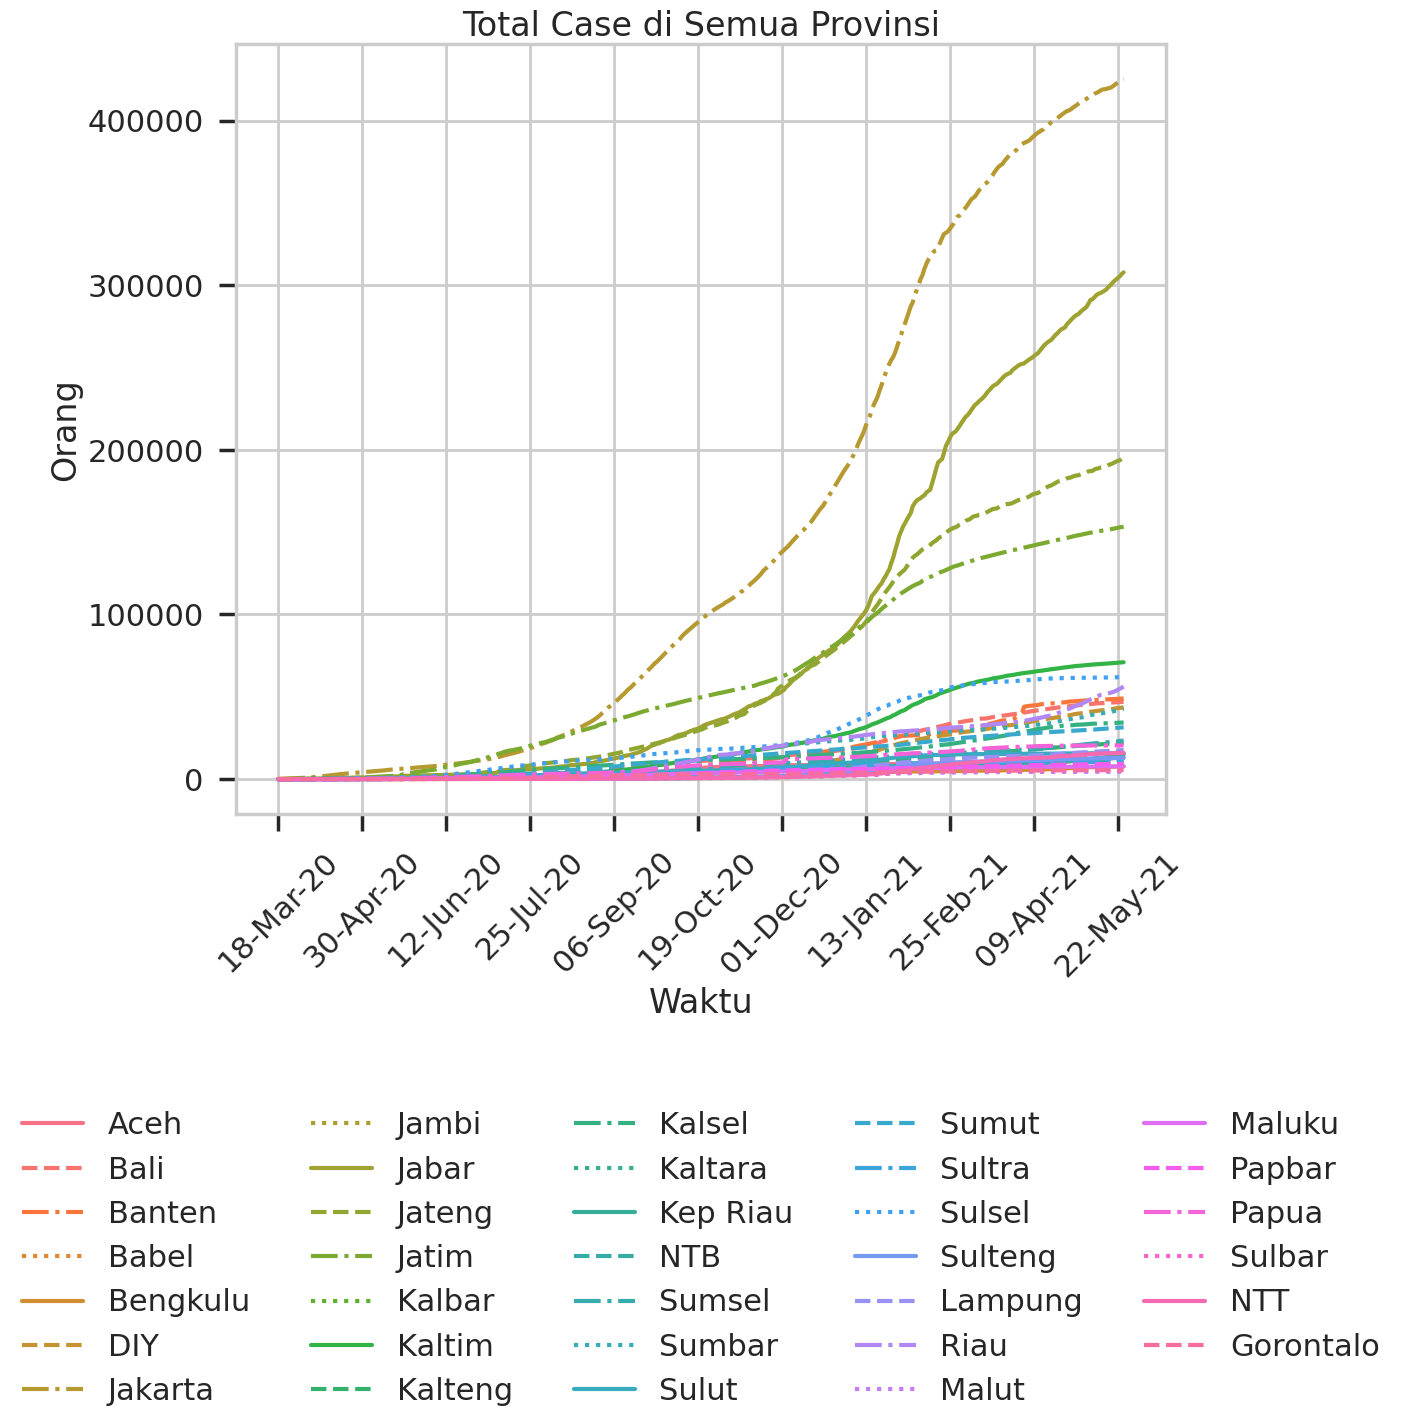 Total Case di Semua Provinsi
400000
300000
200000
100000
0
Orang
18-Mar-20
30-Apr-20
12-Jun-20
25-Jul-20
06-Sep-20
19-Oct-20
01-Dec-20
13-Jan-21
25-Feb-21
09-Apr-21
22-May-21
Waktu
Aceh
Bali
Banten
Babel
Bengkulu
DIY
Jakarta
Jambi
Jabar
Jateng
Jatim
Kalbar
Kaltim
Kalteng
Kalsel
Kaltara
Kep Riau
NTB
Sumsel
Sumbar
Sulut
Sumut
Sultra
Sulsel
Sulteng
Lampung
Riau
Malut
Maluku
Papbar
Papua
Sulbar
NTT
Gorontalo